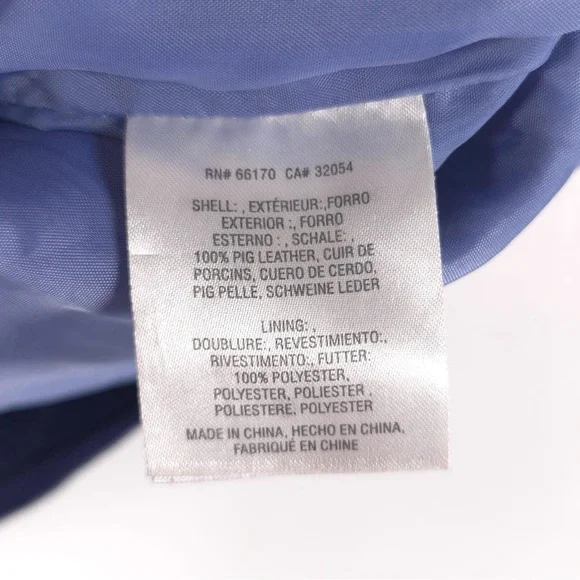 RN# 66170 CA# 32054
SHELL: , EXTÉRIEUR:,FORRO
EXTERIOR :, FORRO
ESTERNO : , SCHALE: ,
100% PIG LEATHER, CUIR DE
PORCINS, CUERO DE CERDO,
PIG PELLE, SCHWEINE LEDER
LINING: ,
DOUBLURE:, REVESTIMIENTO:,
RIVESTIMENTO:, FUTTER:
100% POLYESTER,
POLYESTER, POLIESTER ,
POLIESTERE, POLYESTER
MADE IN CHINA, HECHO EN CHINA,
FABRIQUÉ EN CHINE